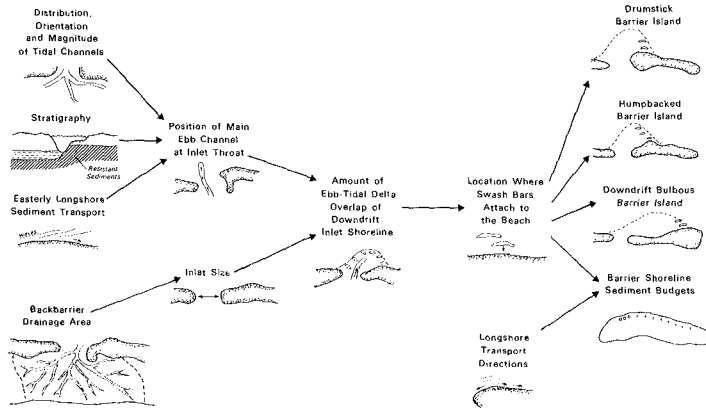 Distribution,
Orientation
and Magnitude
of Tidal Channels
Stratigraphy
Resistant
Sediments
Easterly Longshore
Sediment Transport
waves
Backbarrier
Drainage Area
Position of Main
Ebb Channel
at Inlet Throat
Inlet Size
Amount of
Ebb-Tidal Delta
Overlap of
Downdrift
Inlet Shoreline
Location Where
Swash Bars
Attach to
the Beach
Longshore
Transport
Directions
Drumstick
Barrier Island
Humpbacked
Barrier Island
Downdrift Bulbous
Barrier Island
Barrier Shoreline
Sediment Budgets